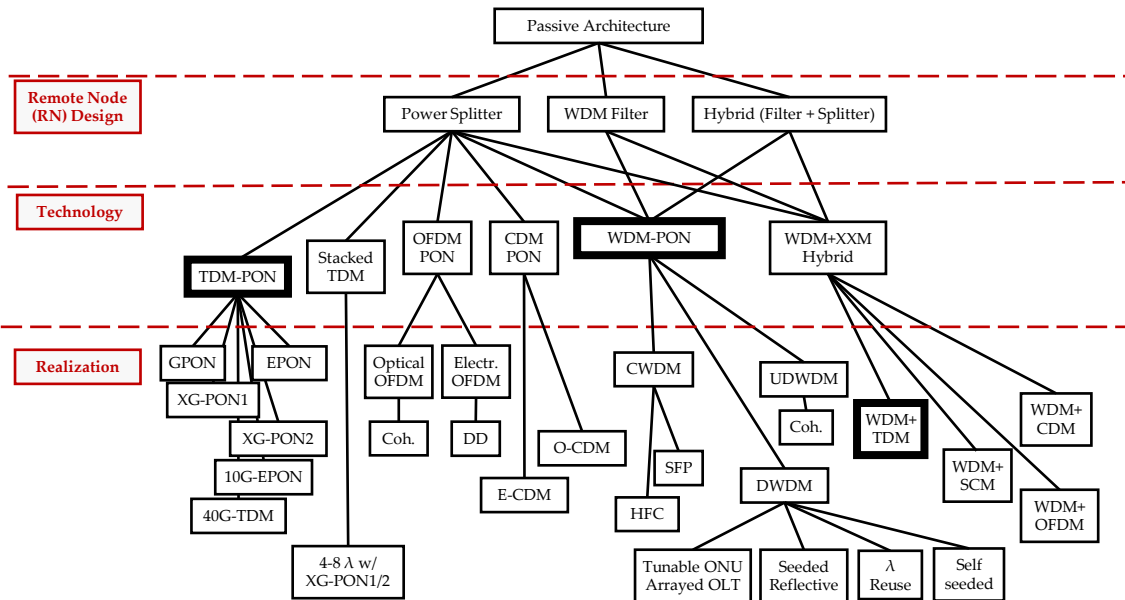 Passive Architecture
Remote Node
(RN) Design
Power Splitter
WDM Filter
Hybrid (Filter + Splitter)
Technology
TDM-PON
Stacked
TDM
OFDM
PON
CDM
PON
WDM-PON
WDM+XXM
Hybrid
Realization
GPON
EPON
XG-PON1
XG-PON2
10G-EPON
40G-TDM
4-8 λ w/
XG-PON1/2
Optical
OFDM
Electr.
OFDM
Coh.
DD
O-CDM
E-CDM
CWDM
SFP
HFC
UDWDM
Coh.
DWDM
Tunable ONU
Arrayed OLT
Seeded
Reflective
λ
Reuse
Self
seeded
WDM+
TDM
WDM+
SCM
WDM+
CDM
WDM+
OFDM